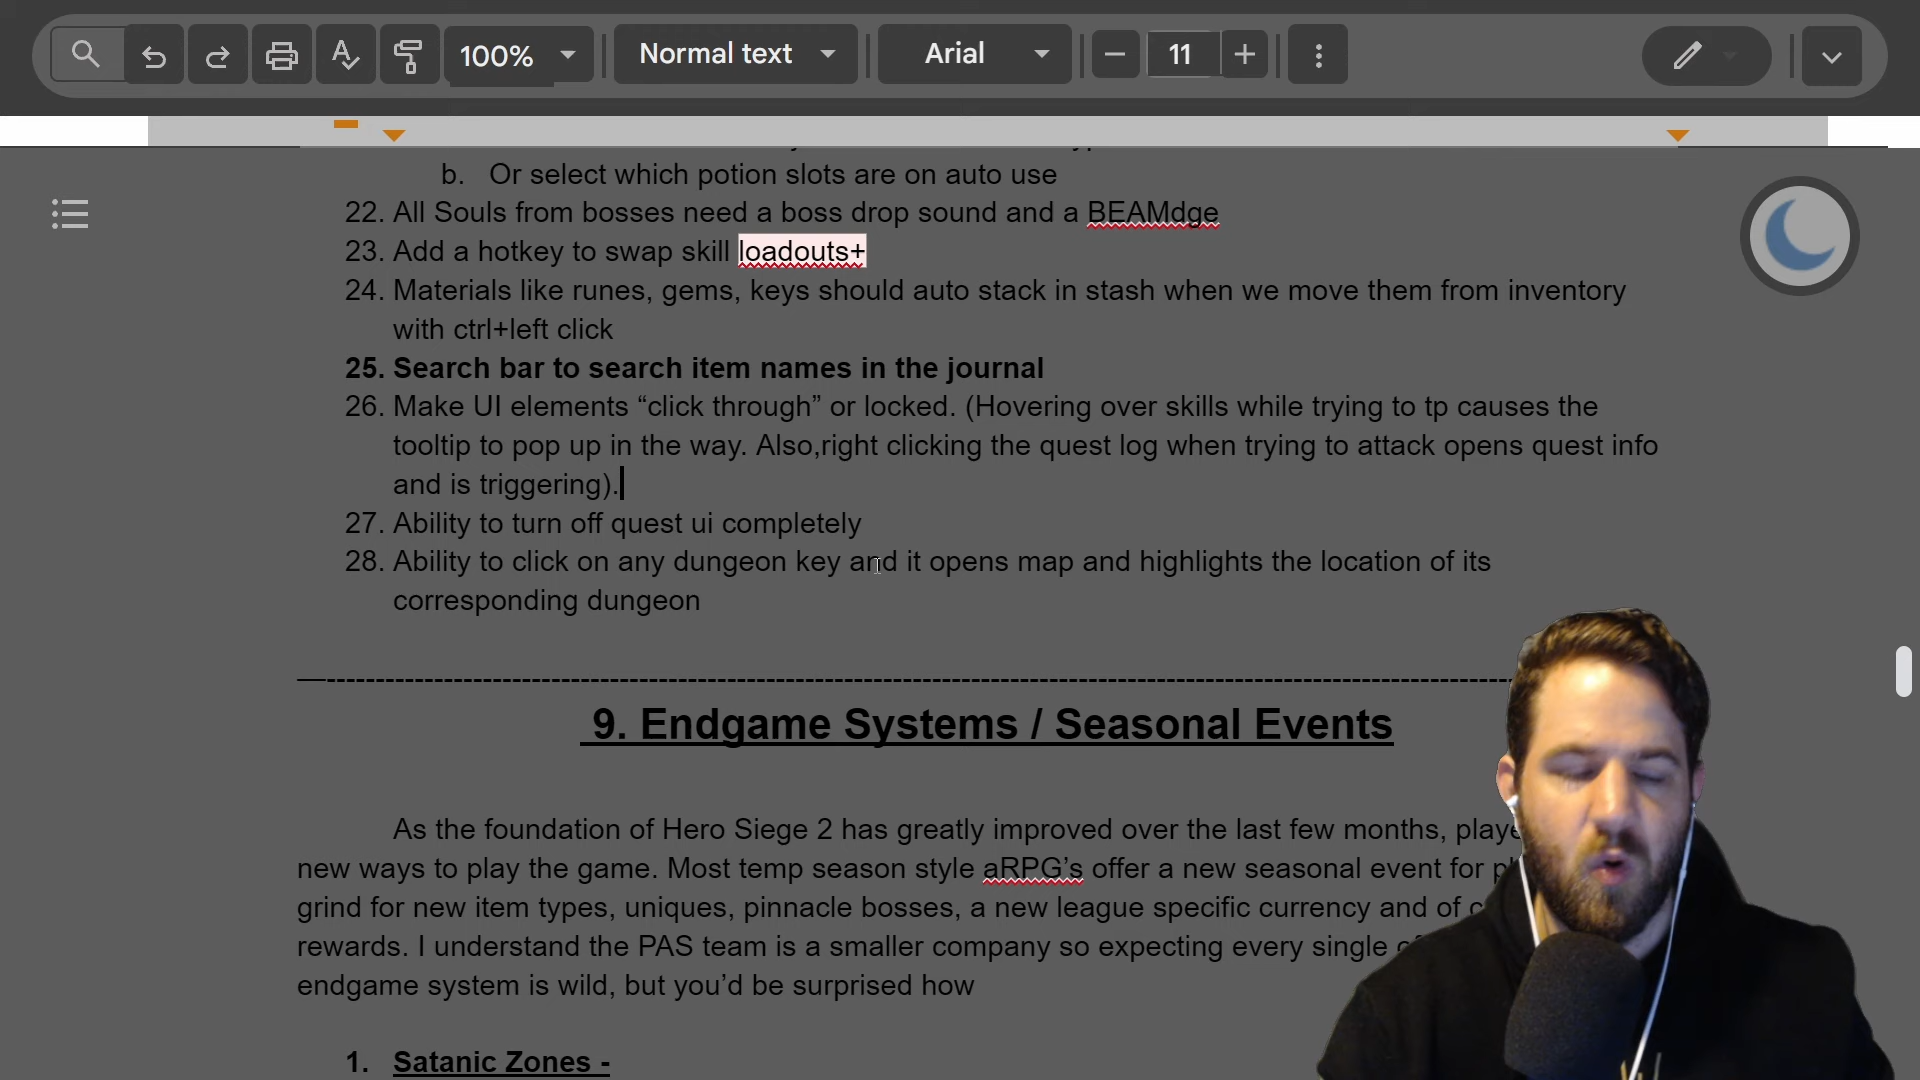 100%
Normal text
Arial
11
b. Or select which potion slots are on auto use
22. All Souls from bosses need a boss drop sound and a BEAMdge
23. Add a hotkey to swap skill loadouts+
24. Materials like runes, gems, keys should auto stack in stash when we move them from inventory
with ctrl+left click
25. Search bar to search item names in the journal
26. Make UI elements “click through” or locked. (Hovering over skills while trying to tp causes the
tooltip to pop up in the way. Also,right clicking the quest log when trying to attack opens quest info
and is triggering).
27. Ability to turn off quest ui completely
28. Ability to click on any dungeon key and it opens map and highlights the location of its
corresponding dungeon
—--------------------------------------------------------------------------------------------
9. Endgame Systems / Seasonal Events
As the foundation of Hero Siege 2 has greatly improved over the last few months,
new ways to play the game. Most temp season style aRPG’s offer a new seasonal event for
grind for new item types, uniques, pinnacle bosses, a new league specific currency and of
rewards. I understand the PAS team is a smaller company so expecting every single
endgame system is wild, but you’d be surprised how
1. Satanic Zones -